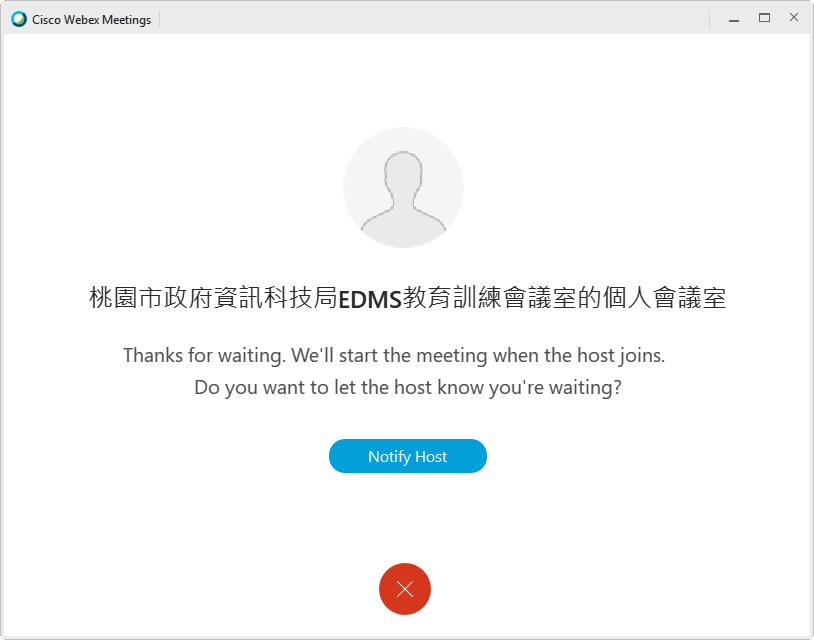 Cisco Webex Meetings
桃園市政府資訊科技局EDMS教育訓練會議室的個人會議室
Thanks for waiting. We'll start the meeting when the host joins.
Do you want to let the host know you're waiting?
Notify Host